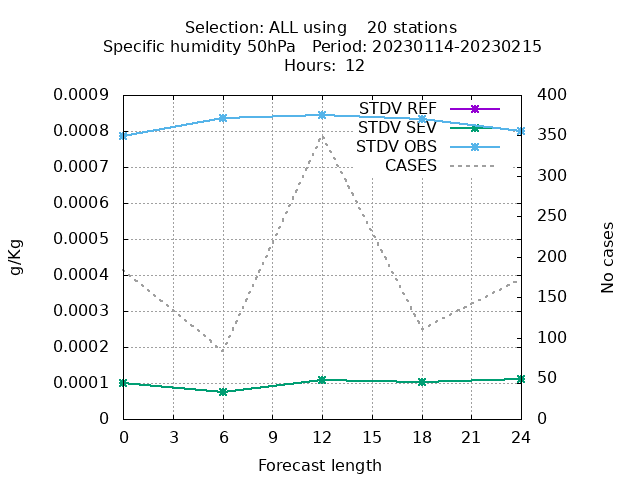 Selection: ALL using    20 stations
Specific humidity 50hPa   Period: 20230114-20230215
Hours: 12
0.0009
0.0008
0.0007
0.0006
0.0005
0.0004
0.0003
0.0002
0.0001
0
g/Kg
STDV REF
STDV SEV
STDV OBS
CASES
400
350
300
250
200
150
100
50
0
No cases
0 3 6 9 12 15 18 21 24
Forecast length